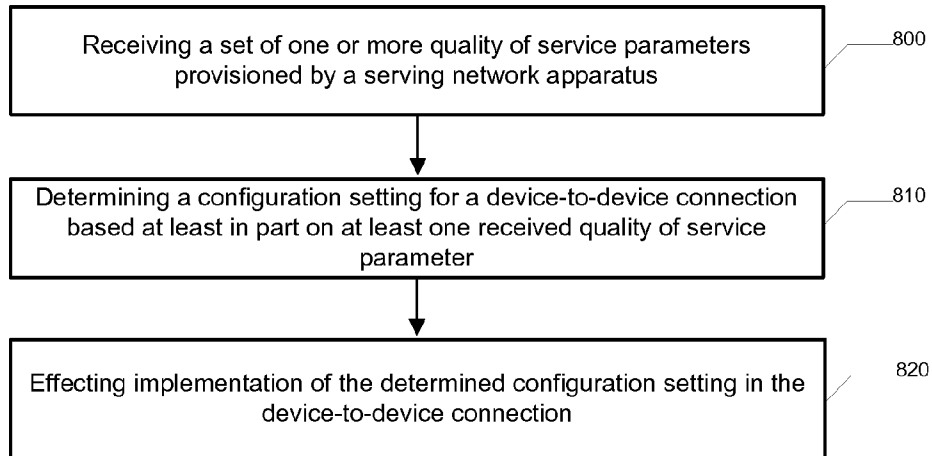 Receiving a set of one or more quality of service parameters
provisioned by a serving network apparatus
800
Determining a configuration setting for a device-to-device connection
based at least in part on at least one received quality of service
parameter
810
Effecting implementation of the determined configuration setting in the
device-to-device connection
820